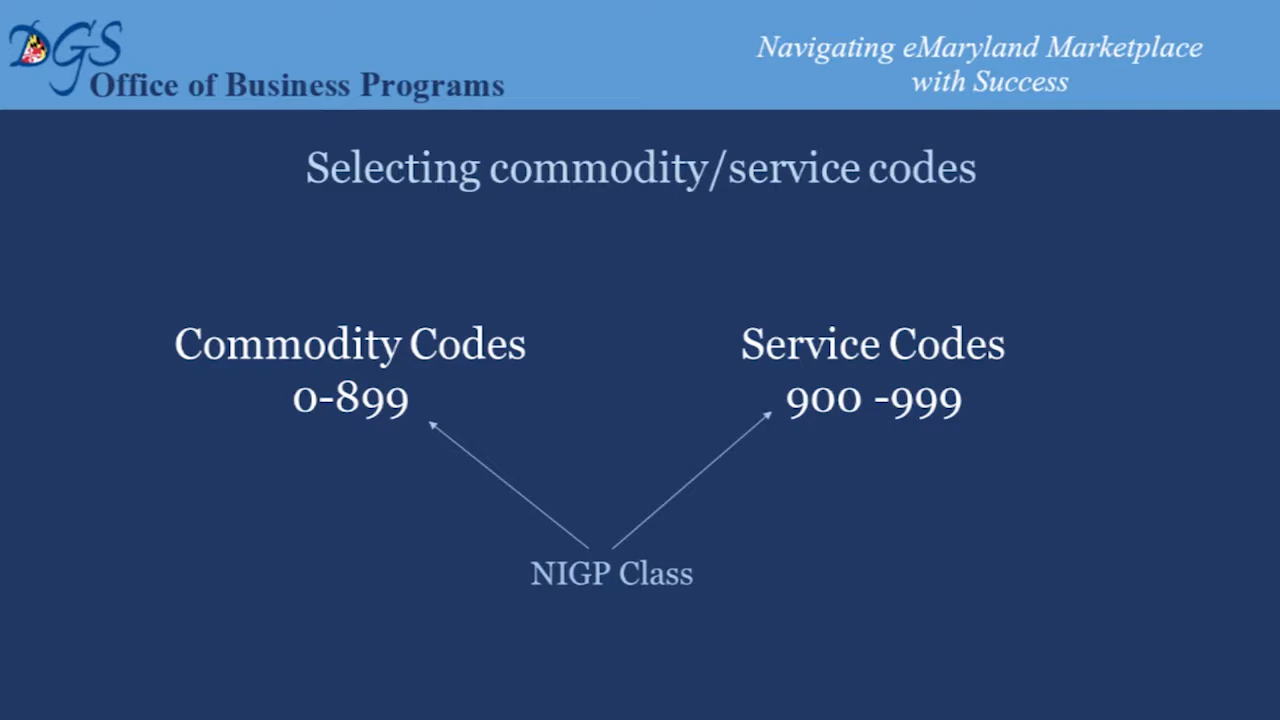 DGS
Office of Business Programs
Navigating eMaryland Marketplace
with Success
Selecting commodity/service codes
Commodity Codes
0-899
Service Codes
900 -999
NIGP Class